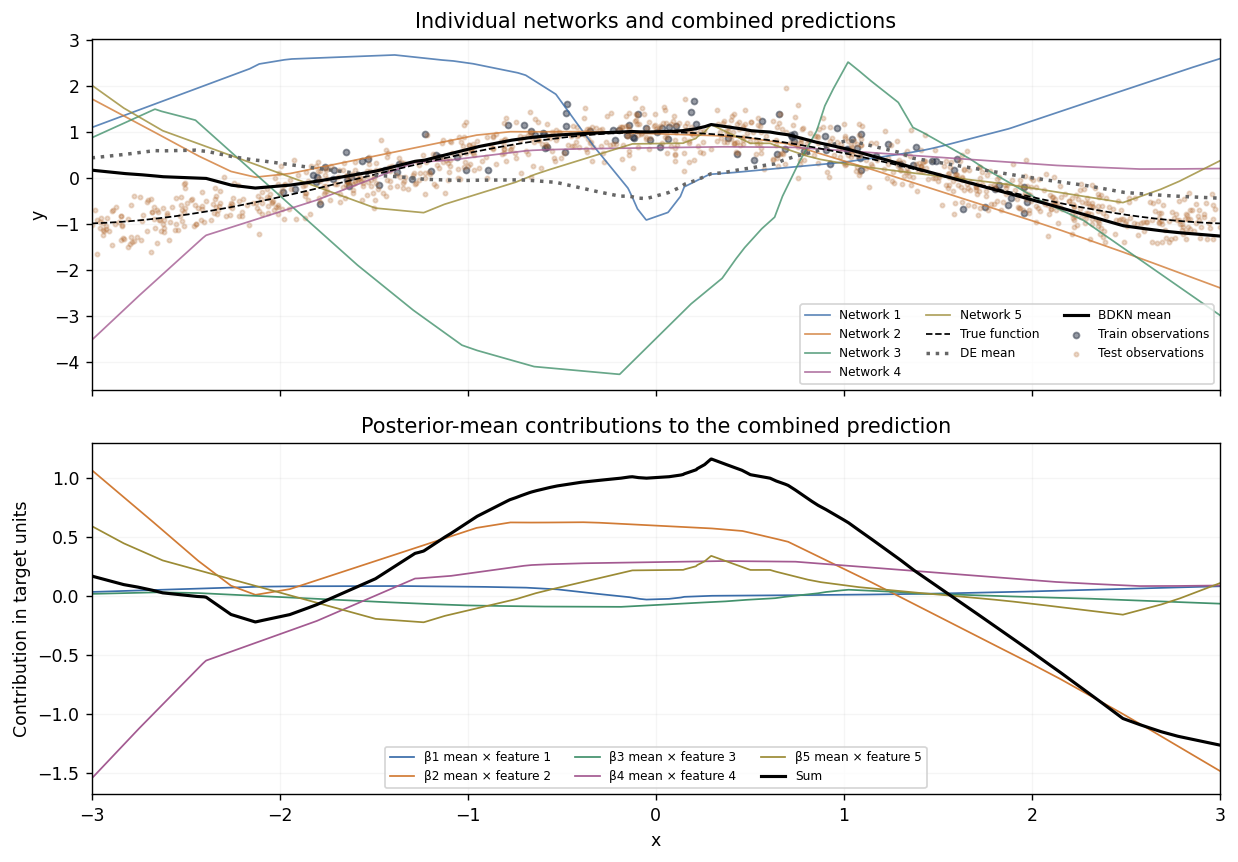 Individual networks and combined predictions
3
2
1
0
−1
−2
−3
−4
y
Network 1
Network 2
Network 3
Network 4
Network 5
True function
DE mean
BDKN mean
Train observations
Test observations
Posterior-mean contributions to the combined prediction
1.0
0.5
0.0
−0.5
−1.0
−1.5
Contribution in target units
β1 mean × feature 1
β2 mean × feature 2
β3 mean × feature 3
β4 mean × feature 4
β5 mean × feature 5
Sum
−3 −2 −1 0 1 2 3
x